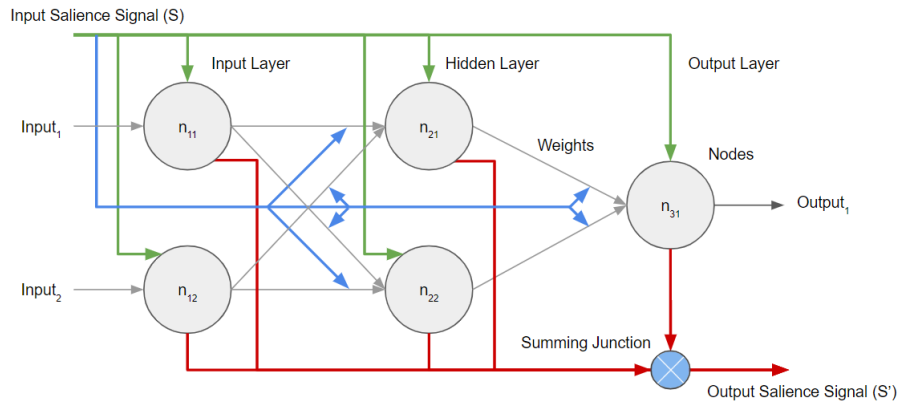 Input Salience Signal (S)
Input Layer
Hidden Layer
Output Layer
Input₁
n₁₁
n₂₁
Weights
Nodes
n₃₁
Output₁
Input₂
n₁₂
n₂₂
Summing Junction
Output Salience Signal (S’)